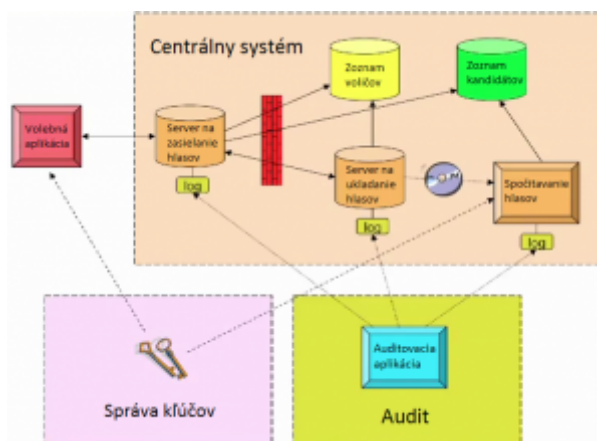 Centrálny systém
Zoznam
voličov
Zoznam
kandidátov
Volebná
aplikácia
Server na
zasielanie
hlasov
Server na
ukladanie
hlasov
Spočítavanie
hlasov
log
log
log
Auditovacia
aplikácia
Správa kľúčov
Audit